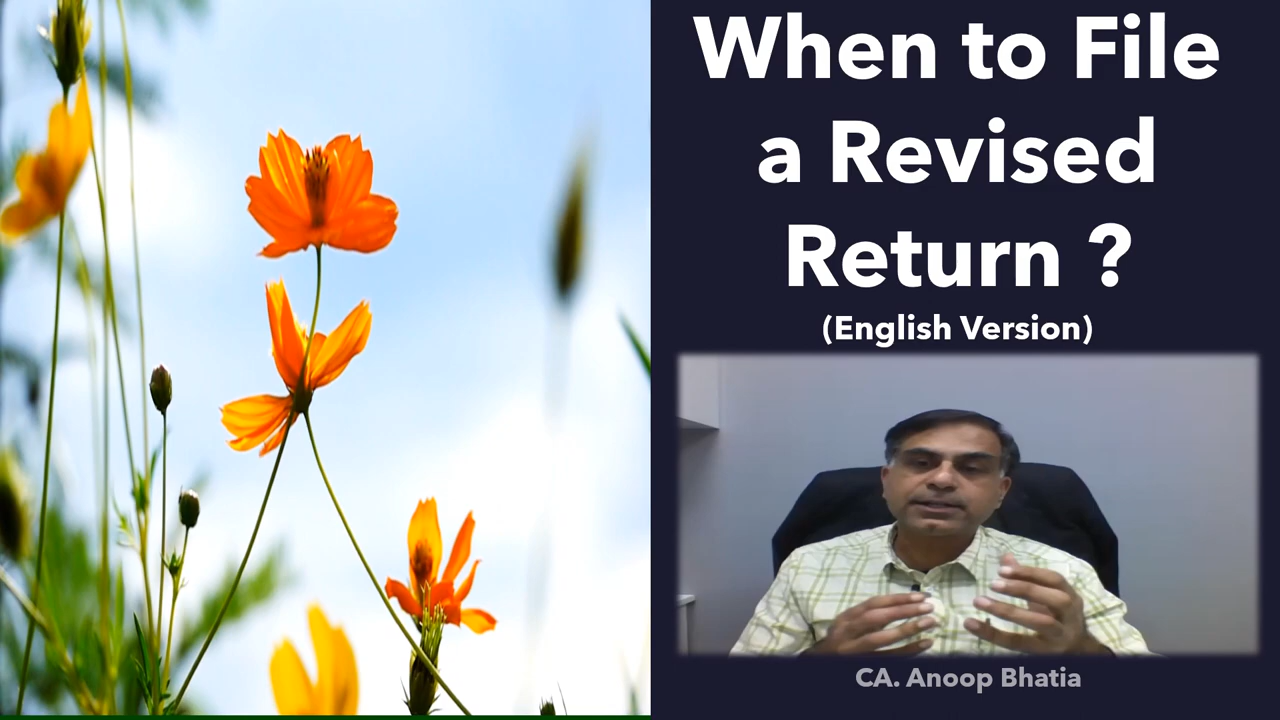 When to File
a Revised
Return ?
(English Version)
CA. Anoop Bhatia